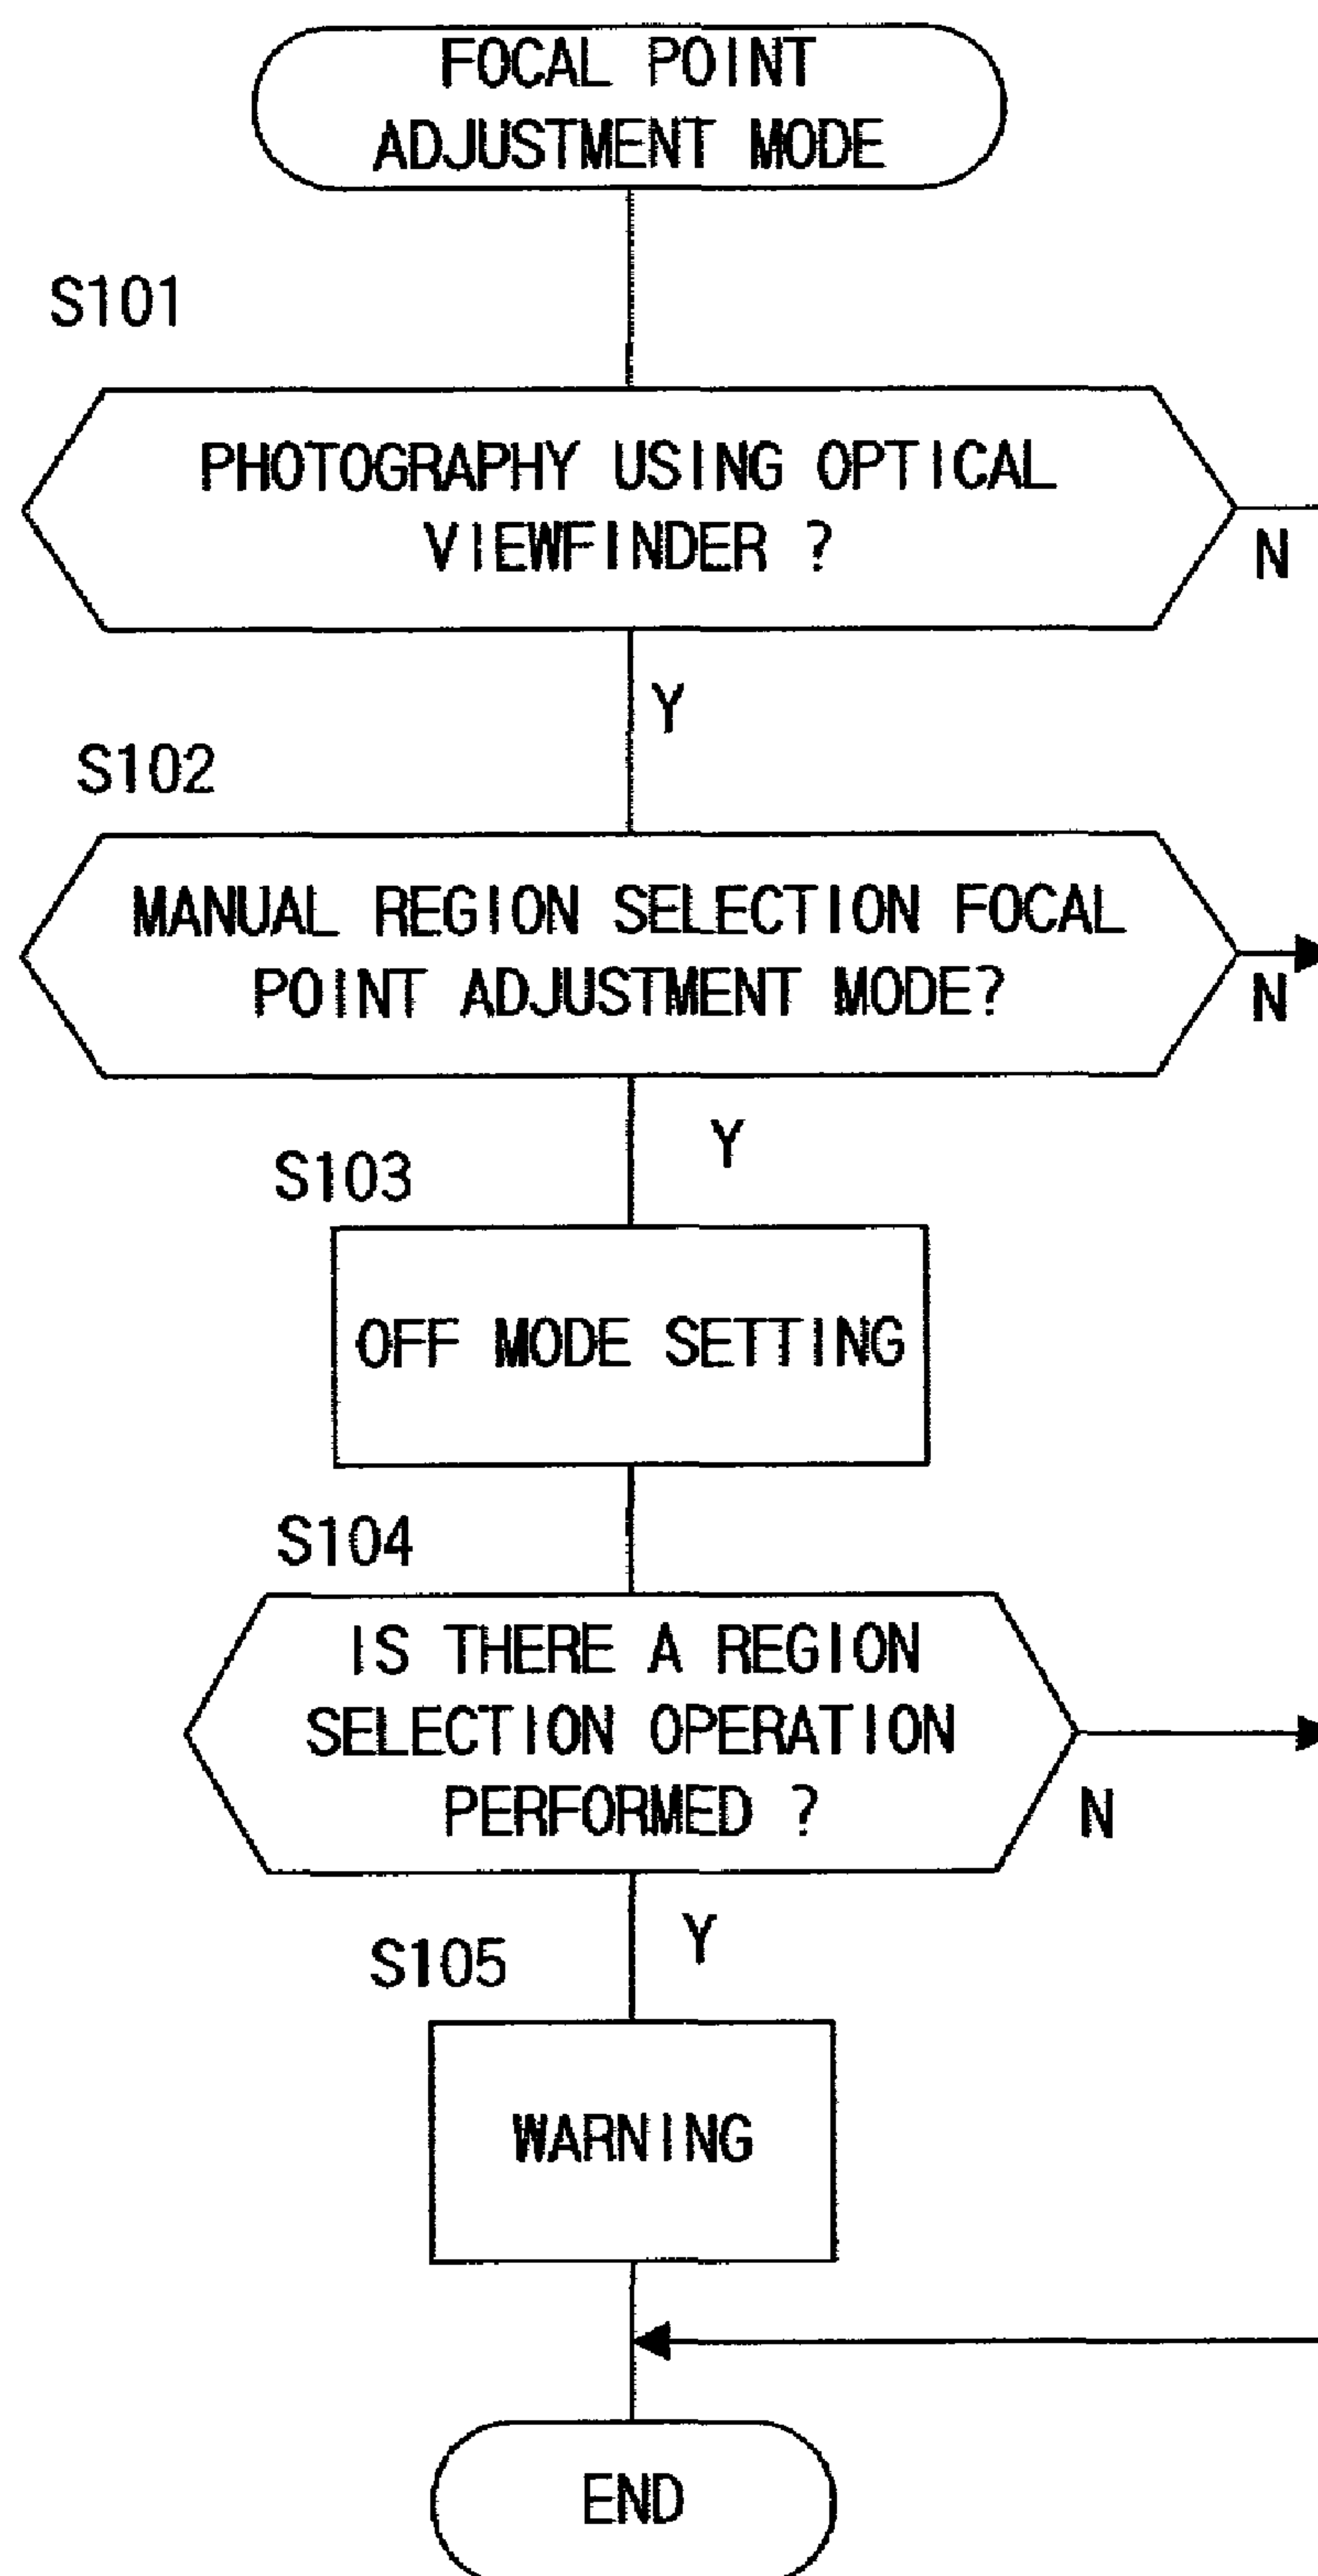 FOCAL POINT
ADJUSTMENT MODE
S101
PHOTOGRAPHY USING OPTICAL
VIEWFINDER ?
N
Y
S102
MANUAL REGION SELECTION FOCAL
POINT ADJUSTMENT MODE?
N
Y
S103
OFF MODE SETTING
S104
IS THERE A REGION
SELECTION OPERATION
PERFORMED ?
N
Y
S105
WARNING
END